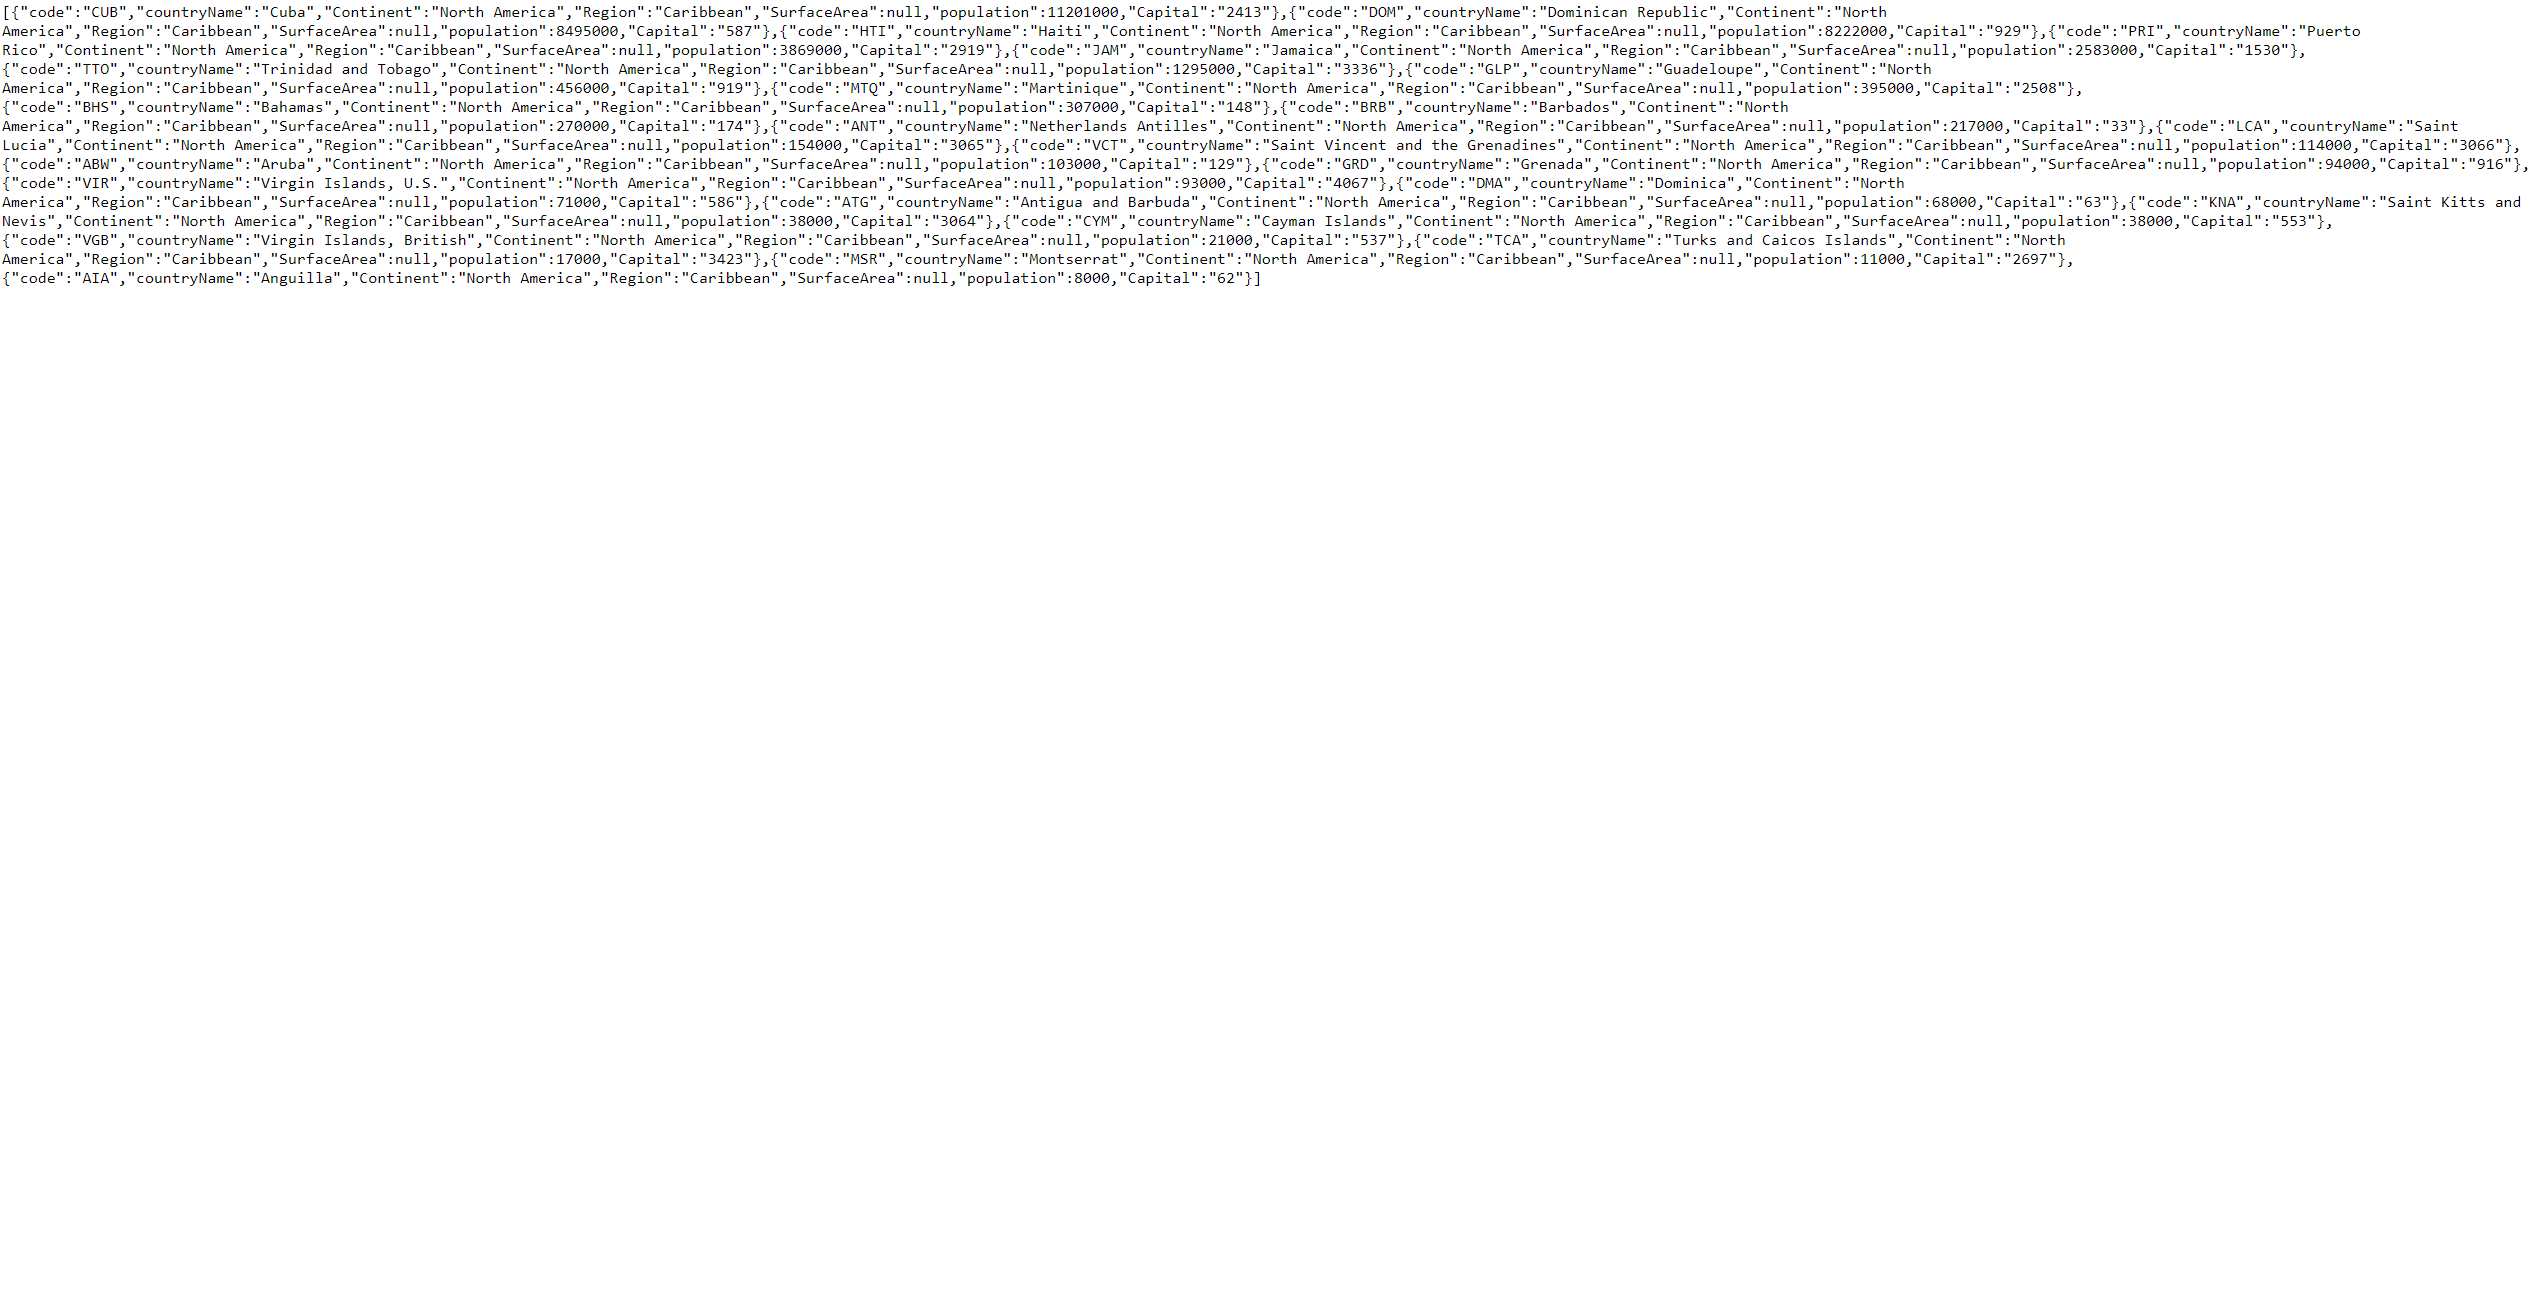 [{"code":"CUB","countryName":"Cuba","Continent":"North America","Region":"Caribbean","SurfaceArea":null,"population":11201000,"Capital":"2413"},{"code":"DOM","countryName":"Dominican Republic","Continent":"North
America","Region":"Caribbean","SurfaceArea":null,"population":8495000,"Capital":"587"},{"code":"HTI","countryName":"Haiti","Continent":"North America","Region":"Caribbean","SurfaceArea":null,"population":8222000,"Capital":"929"},{"code":"PRI","countryName":"Puerto
Rico","Continent":"North America","Region":"Caribbean","SurfaceArea":null,"population":3869000,"Capital":"2919"},{"code":"JAM","countryName":"Jamaica","Continent":"North America","Region":"Caribbean","SurfaceArea":null,"population":2583000,"Capital":"1530"},
{"code":"TTO","countryName":"Trinidad and Tobago","Continent":"North America","Region":"Caribbean","SurfaceArea":null,"population":1295000,"Capital":"3336"},{"code":"GLP","countryName":"Guadeloupe","Continent":"North
America","Region":"Caribbean","SurfaceArea":null,"population":456000,"Capital":"919"},{"code":"MTQ","countryName":"Martinique","Continent":"North America","Region":"Caribbean","SurfaceArea":null,"population":395000,"Capital":"2508"},
{"code":"BHS","countryName":"Bahamas","Continent":"North America","Region":"Caribbean","SurfaceArea":null,"population":307000,"Capital":"148"},{"code":"BRB","countryName":"Barbados","Continent":"North
America","Region":"Caribbean","SurfaceArea":null,"population":270000,"Capital":"174"},{"code":"ANT","countryName":"Netherlands Antilles","Continent":"North America","Region":"Caribbean","SurfaceArea":null,"population":217000,"Capital":"33"},{"code":"LCA","countryName":"Saint
Lucia","Continent":"North America","Region":"Caribbean","SurfaceArea":null,"population":154000,"Capital":"3065"},{"code":"VCT","countryName":"Saint Vincent and the Grenadines","Continent":"North America","Region":"Caribbean","SurfaceArea":null,"population":114000,"Capital":"3066"},
{"code":"ABW","countryName":"Aruba","Continent":"North America","Region":"Caribbean","SurfaceArea":null,"population":103000,"Capital":"129"},{"code":"GRD","countryName":"Grenada","Continent":"North America","Region":"Caribbean","SurfaceArea":null,"population":94000,"Capital":"916"},
{"code":"VIR","countryName":"Virgin Islands, U.S.","Continent":"North America","Region":"Caribbean","SurfaceArea":null,"population":93000,"Capital":"4067"},{"code":"DMA","countryName":"Dominica","Continent":"North
America","Region":"Caribbean","SurfaceArea":null,"population":71000,"Capital":"586"},{"code":"ATG","countryName":"Antigua and Barbuda","Continent":"North America","Region":"Caribbean","SurfaceArea":null,"population":68000,"Capital":"63"},{"code":"KNA","countryName":"Saint Kitts and
Nevis","Continent":"North America","Region":"Caribbean","SurfaceArea":null,"population":38000,"Capital":"3064"},{"code":"CYM","countryName":"Cayman Islands","Continent":"North America","Region":"Caribbean","SurfaceArea":null,"population":38000,"Capital":"553"},
{"code":"VGB","countryName":"Virgin Islands, British","Continent":"North America","Region":"Caribbean","SurfaceArea":null,"population":21000,"Capital":"537"},{"code":"TCA","countryName":"Turks and Caicos Islands","Continent":"North
America","Region":"Caribbean","SurfaceArea":null,"population":17000,"Capital":"3423"},{"code":"MSR","countryName":"Montserrat","Continent":"North America","Region":"Caribbean","SurfaceArea":null,"population":11000,"Capital":"2697"},
{"code":"AIA","countryName":"Anguilla","Continent":"North America","Region":"Caribbean","SurfaceArea":null,"population":8000,"Capital":"62"}]